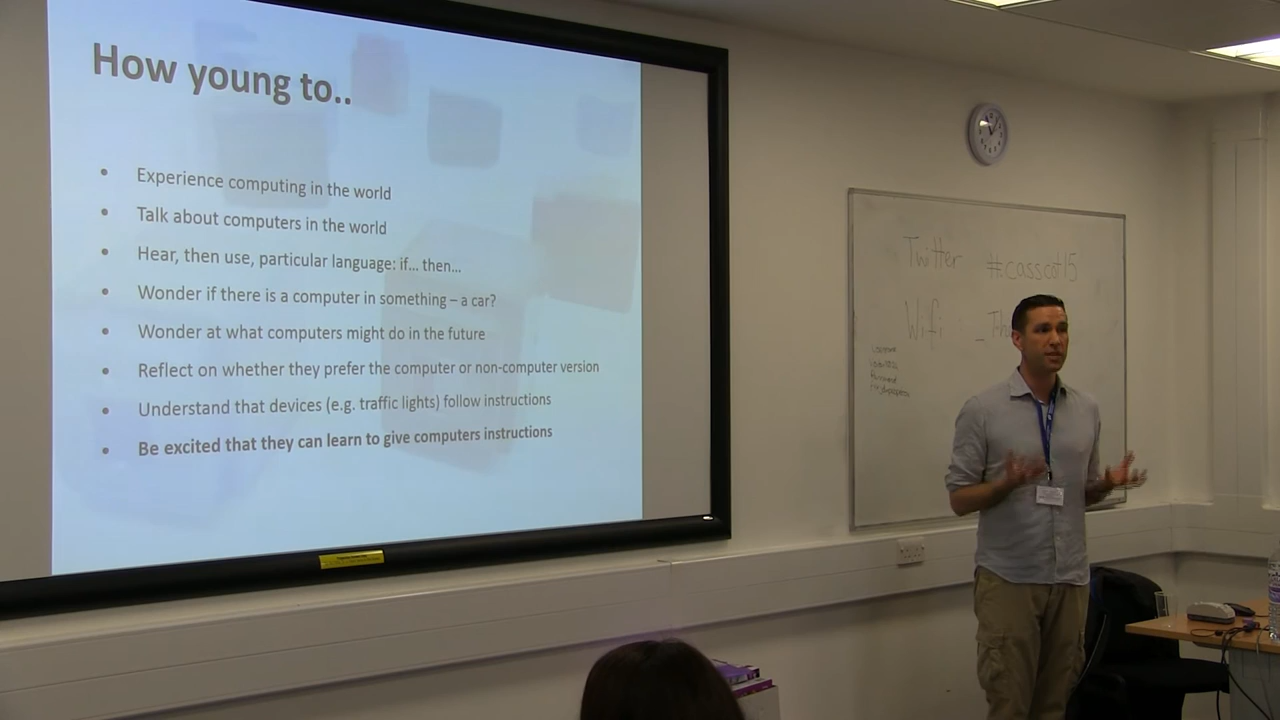 How young to..
• Experience computing in the world
• Talk about computers in the world
• Hear, then use, particular language: if... then...
• Wonder if there is a computer in something – a car?
• Wonder at what computers might do in the future
• Reflect on whether they prefer the computer or non-computer version
• Understand that devices (e.g. traffic lights) follow instructions
• Be excited that they can learn to give computers instructions
Twitter #casscot15
Wifi _Th